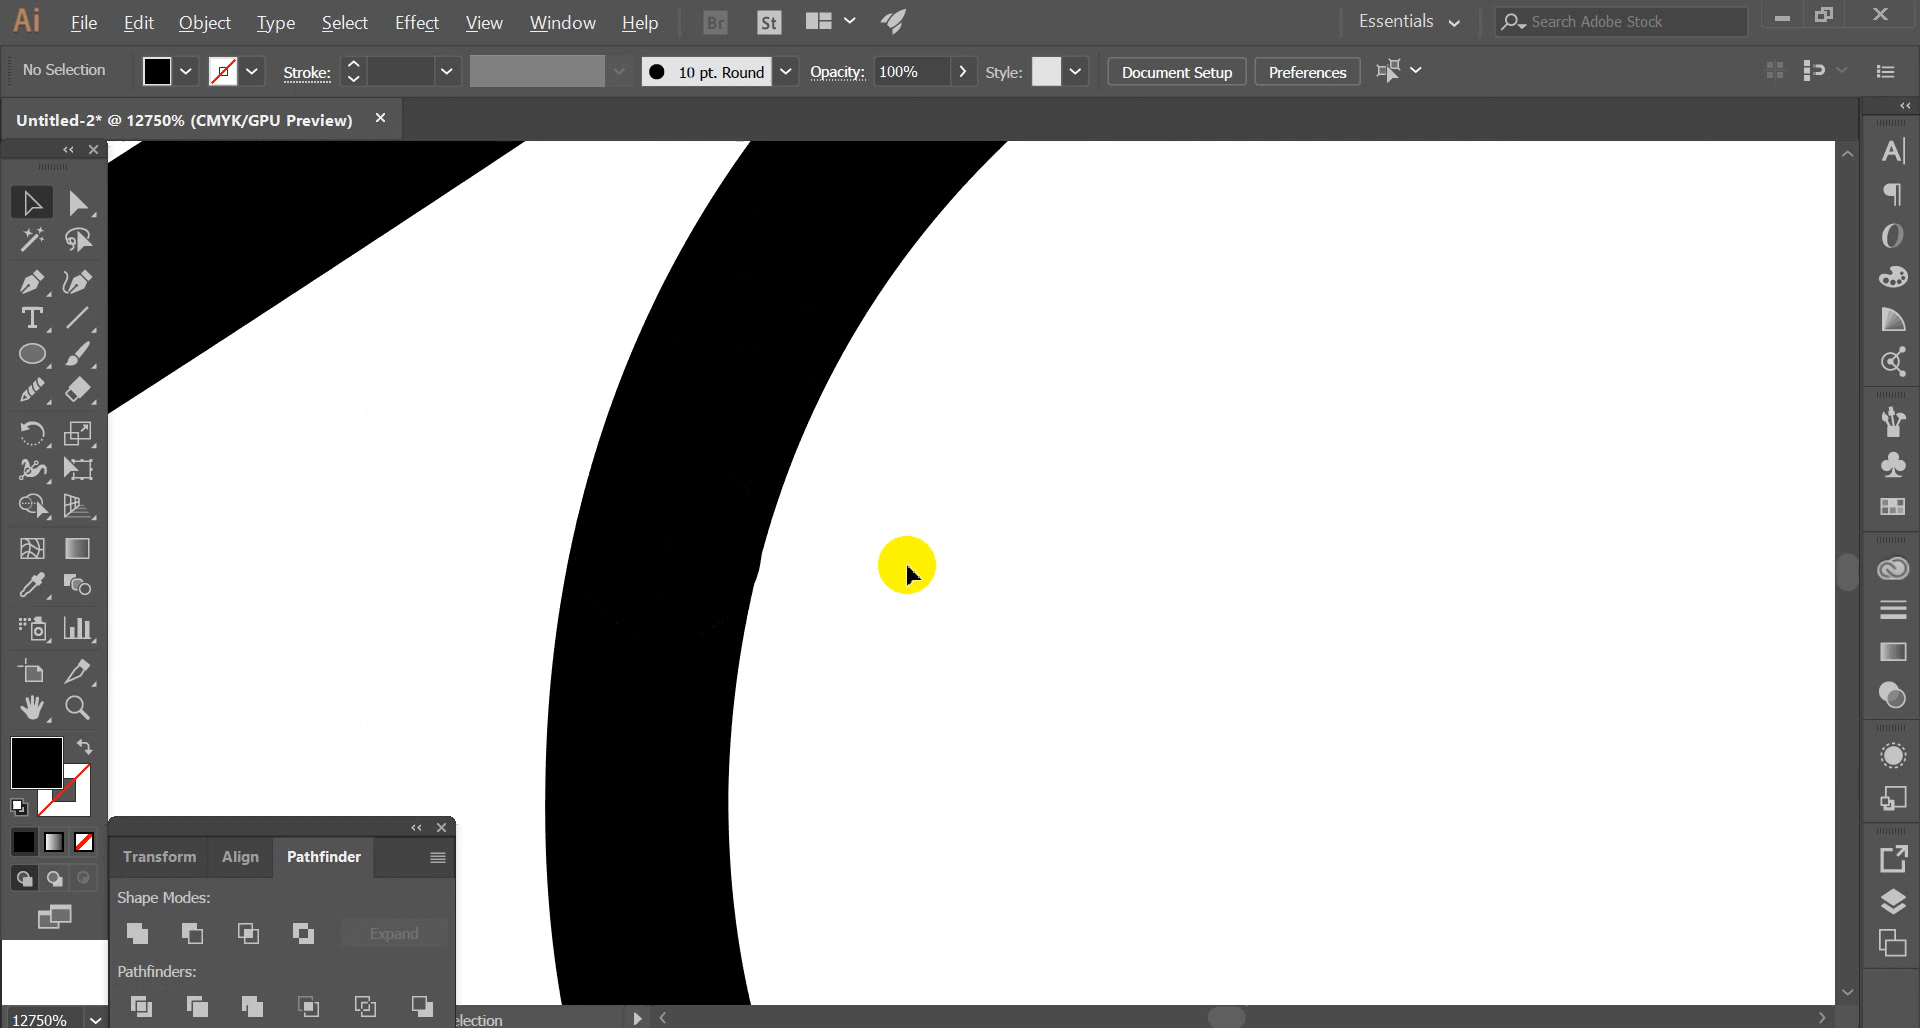 Ai File Edit Object Type Select Effect View Window Help Br St Essentials Search Adobe Stock
No Selection Stroke: 10 pt. Round Opacity: 100% Style: Document Setup Preferences
Untitled-2* @ 12750% (CMYK/GPU Preview)
Transform Align Pathfinder
Shape Modes:
Expand
Pathfinders:
12750% election